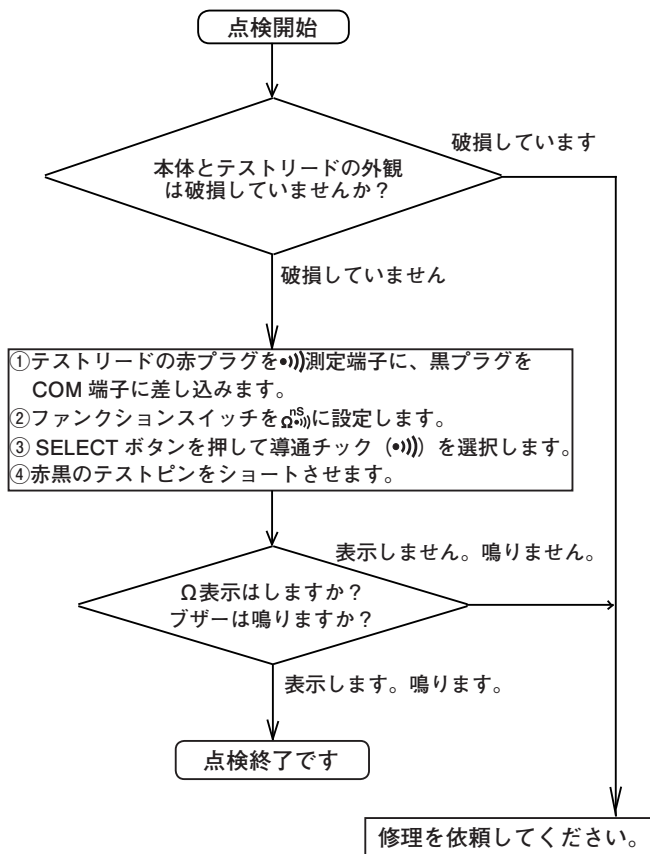 点検開始
本体とテストリードの外観
は破損していませんか？
破損しています
破損していません
①テストリードの赤プラグを•)))測定端子に、黒プラグを
COM 端子に差し込みます。
②ファンクションスイッチをΩnS•)))に設定します。
③ SELECT ボタンを押して導通チック（•)))）を選択します。
④赤黒のテストピンをショートさせます。
表示しません。鳴りません。
Ω表示はしますか？
ブザーは鳴りますか？
表示します。鳴ります。
点検終了です
修理を依頼してください。